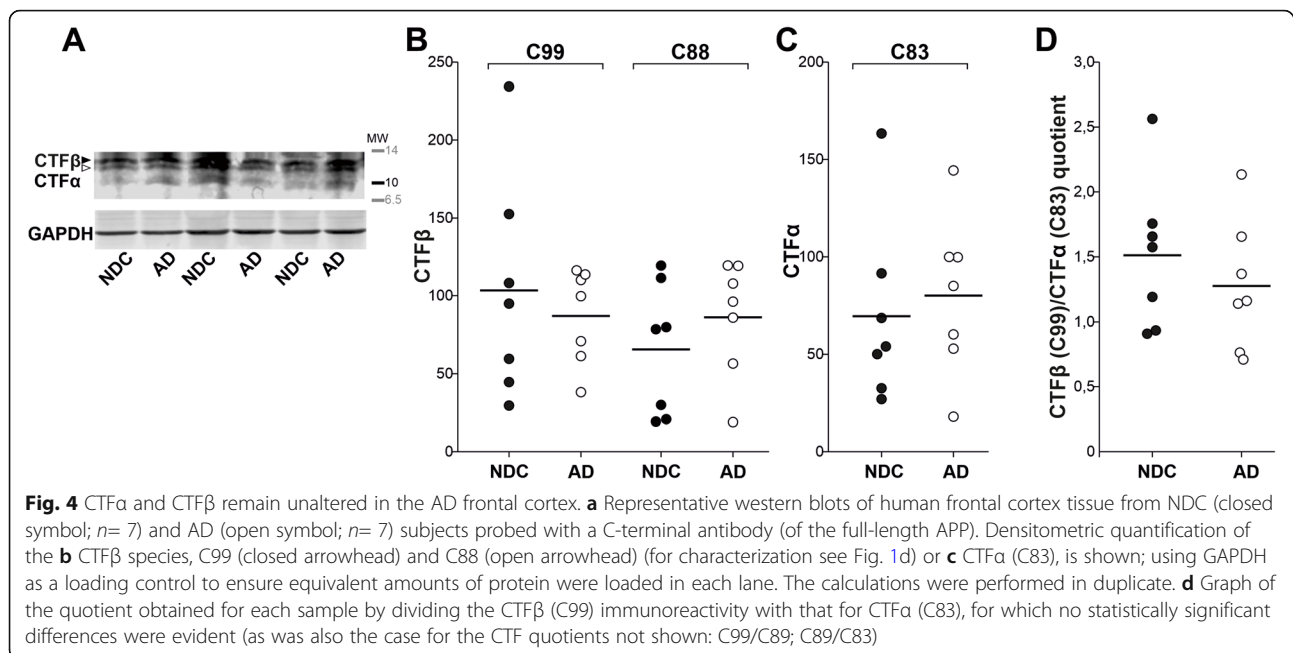 A
MW
14
CTFβ
CTFα
10
6.5
GAPDH
NDC AD NDC AD NDC AD
B
C99 C88
250
200
150
100
50
0
CTFβ
NDC AD NDC AD
C
C83
200
150
100
50
0
CTFα
NDC AD
D
3,0
2,5
2,0
1,5
1,0
0,5
0
CTFβ (C99)/CTFα (C83) quotient
NDC AD
Fig. 4 CTFα and CTFβ remain unaltered in the AD frontal cortex. a Representative western blots of human frontal cortex tissue from NDC (closed
symbol; n= 7) and AD (open symbol; n= 7) subjects probed with a C-terminal antibody (of the full-length APP). Densitometric quantification of
the b CTFβ species, C99 (closed arrowhead) and C88 (open arrowhead) (for characterization see Fig. 1d) or c CTFα (C83), is shown; using GAPDH
as a loading control to ensure equivalent amounts of protein were loaded in each lane. The calculations were performed in duplicate. d Graph of
the quotient obtained for each sample by dividing the CTFβ (C99) immunoreactivity with that for CTFα (C83), for which no statistically significant
differences were evident (as was also the case for the CTF quotients not shown: C99/C89; C89/C83)